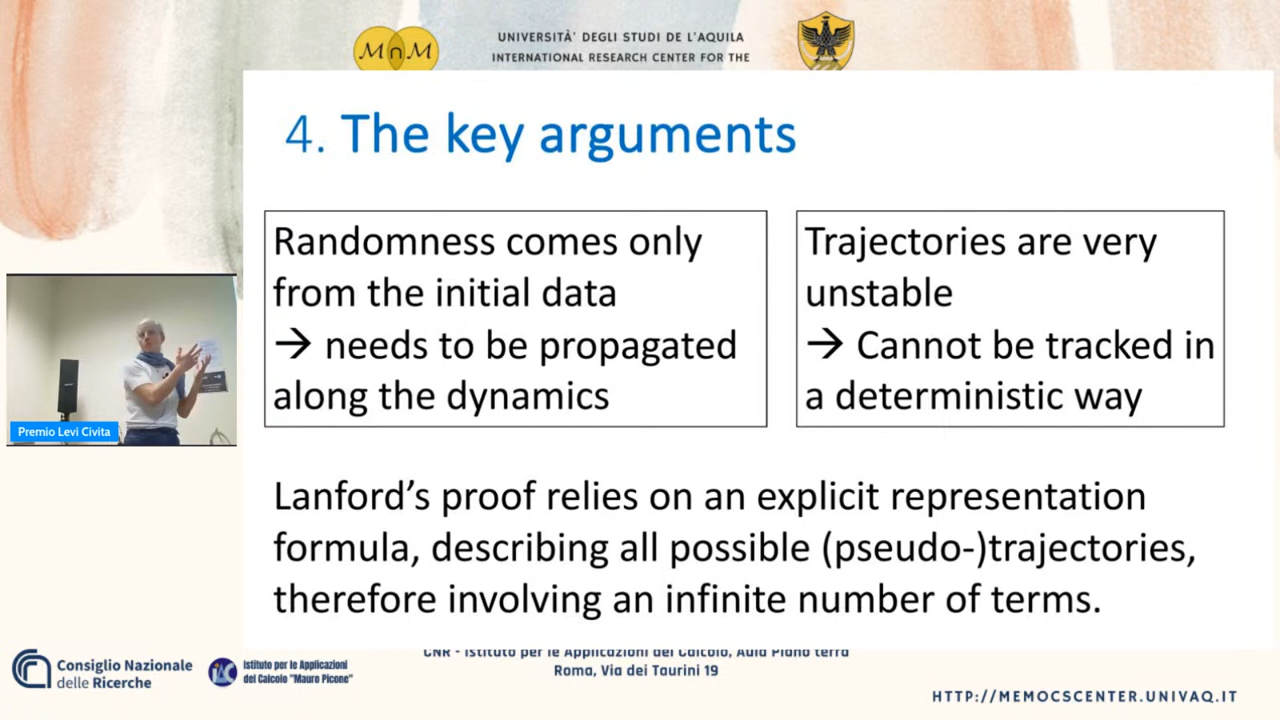 MnM
UNIVERSITÀ' DEGLI STUDI DE L'AQUILA
INTERNATIONAL RESEARCH CENTER FOR THE
4. The key arguments
Randomness comes only
from the initial data
→ needs to be propagated
along the dynamics
Trajectories are very
unstable
→ Cannot be tracked in
a deterministic way
Lanford’s proof relies on an explicit representation
formula, describing all possible (pseudo-)trajectories,
therefore involving an infinite number of terms.
Premio Levi Civita
Consiglio Nazionale
delle Ricerche
IAC
Istituto per le Applicazioni
del Calcolo "Mauro Picone"
CNR - Istituto per le Applicazioni del Calcolo, Aula Piano terra
Roma, Via dei Taurini 19
HTTP://MEMOCSCENTER.UNIVAQ.IT